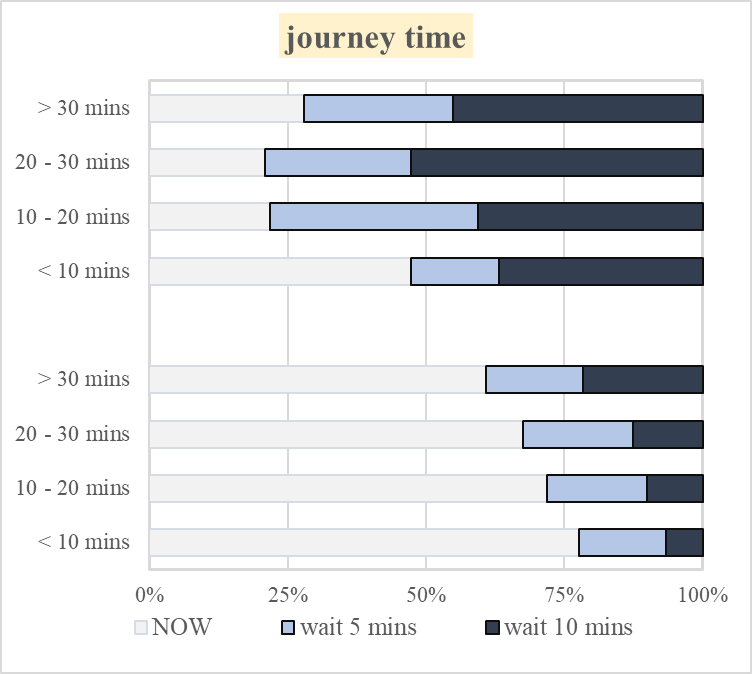 journey time
> 30 mins
20 - 30 mins
10 - 20 mins
< 10 mins
> 30 mins
20 - 30 mins
10 - 20 mins
< 10 mins
0% 25% 50% 75% 100%
NOW wait 5 mins wait 10 mins